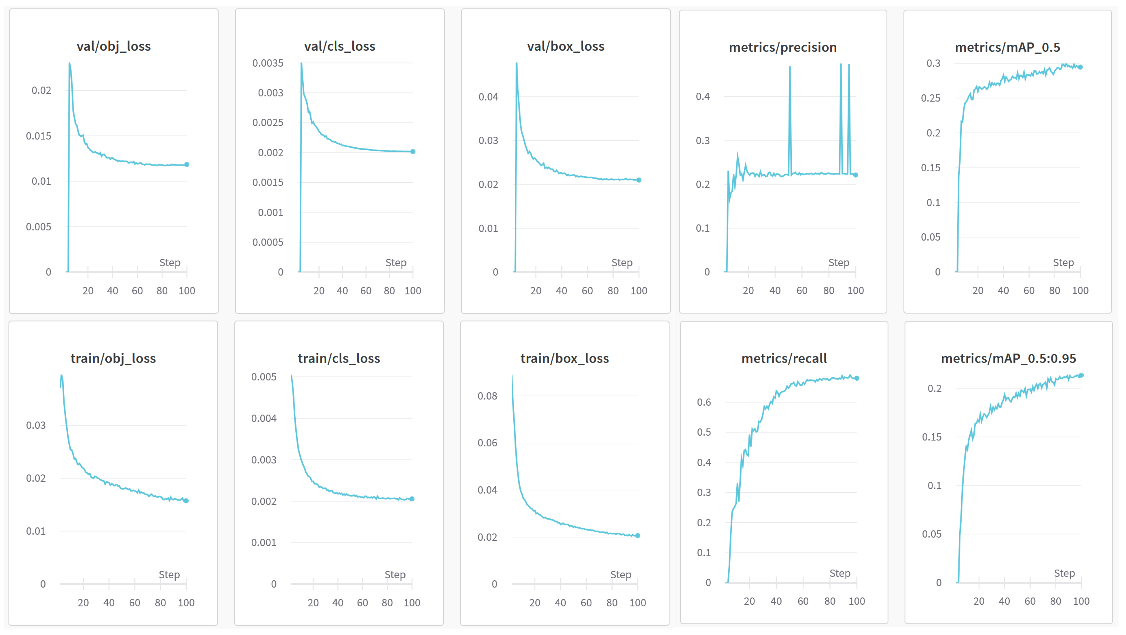 val/obj_loss
0.02
0.015
0.01
0.005
0
Step
20 40 60 80 100
val/cls_loss
0.0035
0.003
0.0025
0.002
0.0015
0.001
0.0005
0
Step
20 40 60 80 100
val/box_loss
0.04
0.03
0.02
0.01
0
Step
20 40 60 80 100
metrics/precision
0.4
0.3
0.2
0.1
0
Step
20 40 60 80 100
metrics/mAP_0.5
0.3
0.25
0.2
0.15
0.1
0.05
0
Step
20 40 60 80 100
train/obj_loss
0.03
0.02
0.01
0
Step
20 40 60 80 100
train/cls_loss
0.005
0.004
0.003
0.002
0.001
0
Step
20 40 60 80 100
train/box_loss
0.08
0.06
0.04
0.02
0
Step
20 40 60 80 100
metrics/recall
0.6
0.5
0.4
0.3
0.2
0.1
0
Step
20 40 60 80 100
metrics/mAP_0.5:0.95
0.2
0.15
0.1
0.05
0
Step
20 40 60 80 100